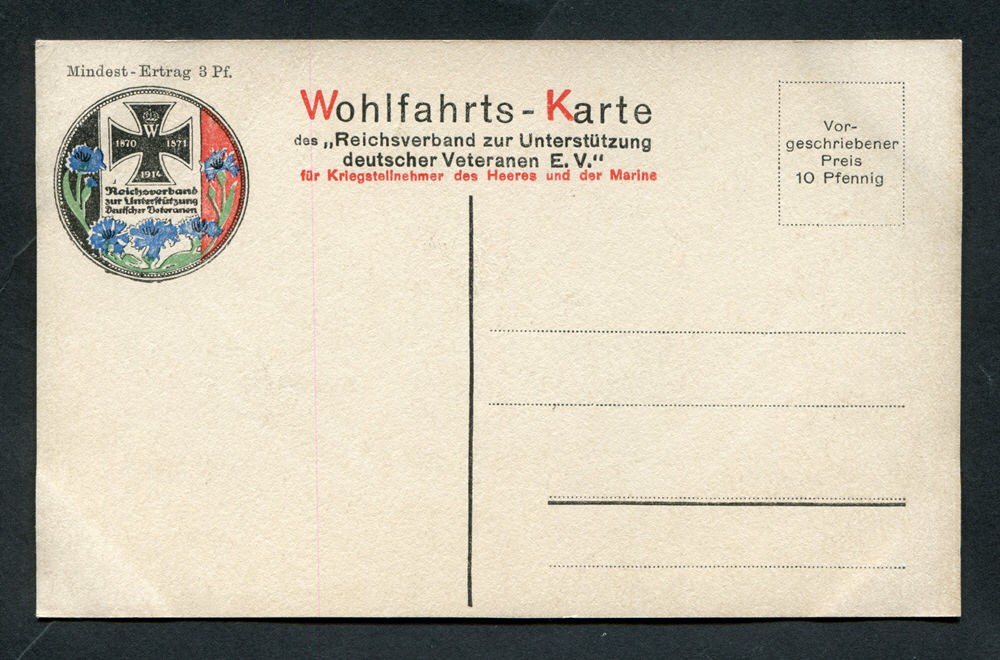 Mindest-Ertrag 3 Pf.
W
1870 1871
1914
Reichsverband
zur Unterstützung
Deutscher Veteranen
Wohlfahrts-Karte
des „Reichsverband zur Unterstützung
deutscher Veteranen E. V."
für Kriegsteilnehmer des Heeres und der Marine
Vor-
geschriebener
Preis
10 Pfennig